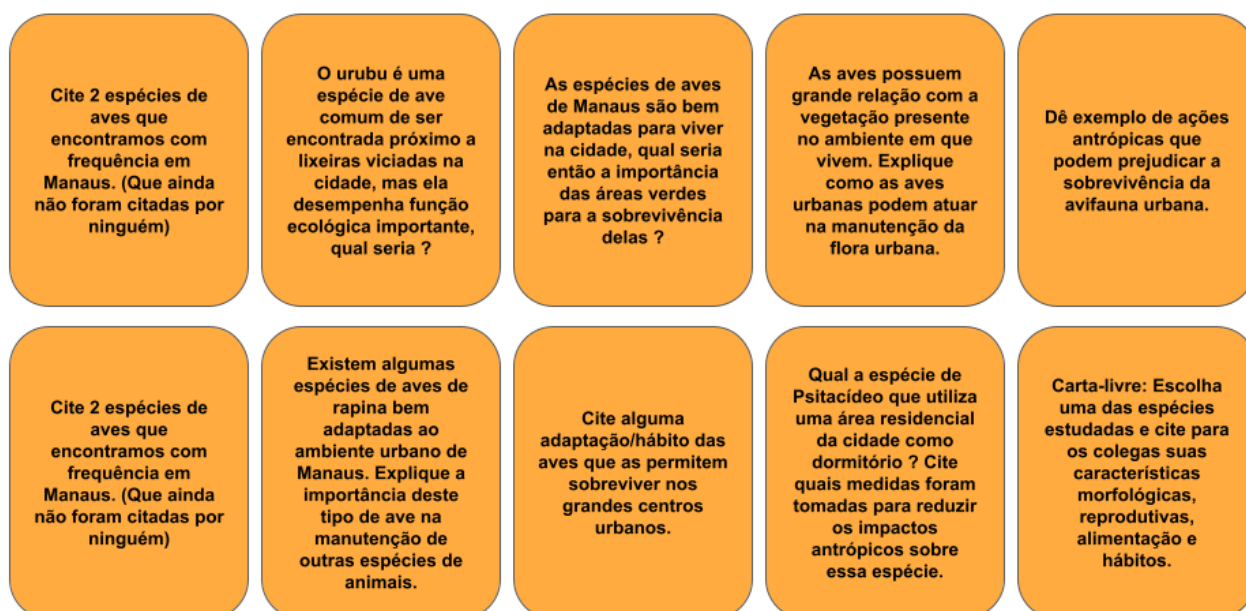 Cite 2 espécies de
aves que
encontramos com
frequência em
Manaus. (Que ainda
não foram citadas por
ninguém)
O urubu é uma
espécie de ave
comum de ser
encontrada próximo a
lixeiras viciadas na
cidade, mas ela
desempenha função
ecológica importante,
qual seria ?
As espécies de aves
de Manaus são bem
adaptadas para viver
na cidade, qual seria
então a importância
das áreas verdes
para a sobrevivência
delas ?
As aves possuem
grande relação com a
vegetação presente
no ambiente em que
vivem. Explique
como as aves
urbanas podem atuar
na manutenção da
flora urbana.
Dê exemplo de ações
antrópicas que
podem prejudicar a
sobrevivência da
avifauna urbana.
Cite 2 espécies de
aves que
encontramos com
frequência em
Manaus. (Que ainda
não foram citadas por
ninguém)
Existem algumas
espécies de aves de
rapina bem
adaptadas ao
ambiente urbano de
Manaus. Explique a
importância deste
tipo de ave na
manutenção de
outras espécies de
animais.
Cite alguma
adaptação/hábito das
aves que as permitem
sobreviver nos
grandes centros
urbanos.
Qual a espécie de
Psitacídeo que utiliza
uma área residencial
da cidade como
dormitório ? Cite
quais medidas foram
tomadas para reduzir
os impactos
antrópicos sobre
essa espécie.
Carta-livre: Escolha
uma das espécies
estudadas e cite para
os colegas suas
características
morfológicas,
reprodutivas,
alimentação e
hábitos.